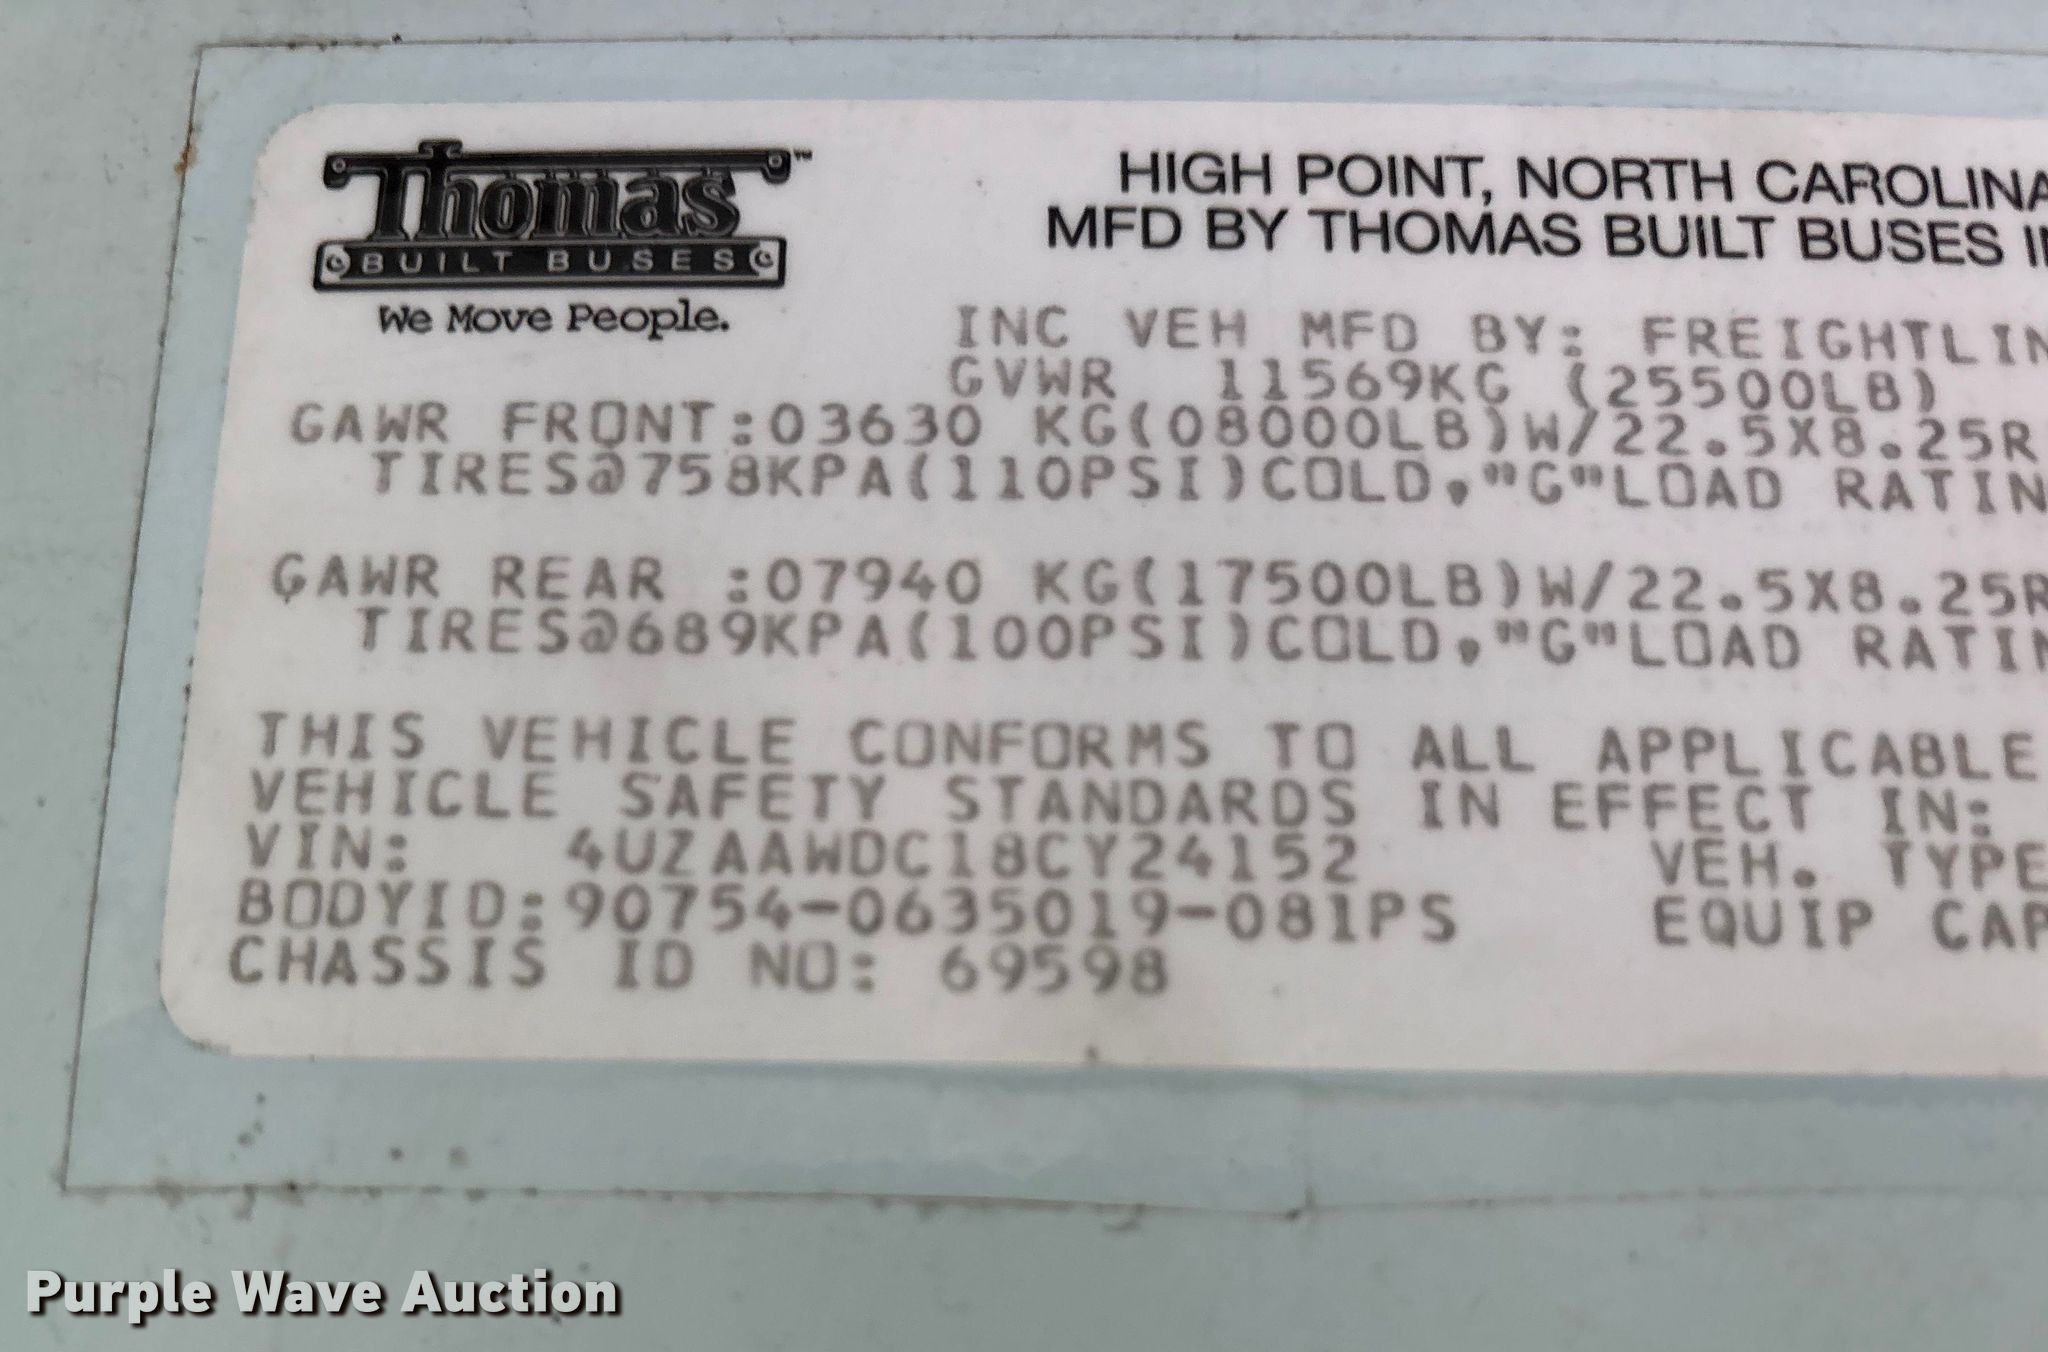 Thomas™
BUILT BUSES
We Move People.
HIGH POINT, NORTH CAROLINA
MFD BY THOMAS BUILT BUSES IN
INC VEH MFD BY: FREIGHTLIN
GVWR 11569KG (25500LB)
GAWR FRONT:03630 KG(08000LB)W/22.5X8.25R
TIRES@758KPA(110PSI)COLD,"G"LOAD RATIN
GAWR REAR :07940 KG(17500LB)W/22.5X8.25R
TIRES@689KPA(100PSI)COLD,"G"LOAD RATIN
THIS VEHICLE CONFORMS TO ALL APPLICABLE
VEHICLE SAFETY STANDARDS IN EFFECT IN:
VIN: 4UZAAWDC18CY24152 VEH. TYPE
BODYID:90754-0635019-081PS EQUIP CAP
CHASSIS ID NO: 69598
Purple Wave Auction